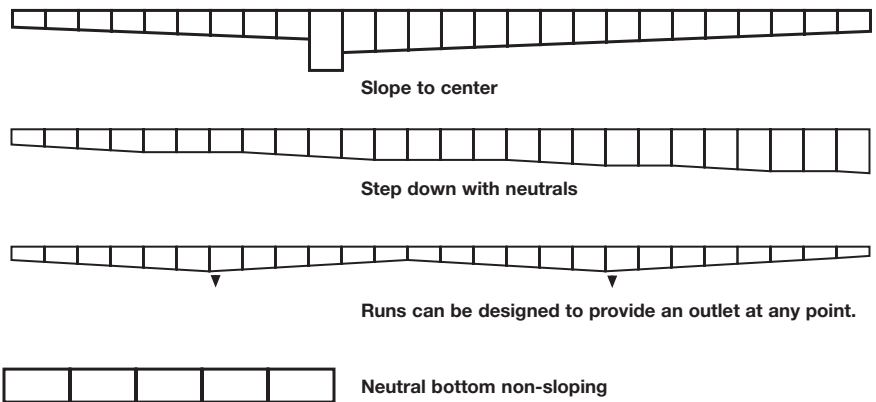 Slope to center
Step down with neutrals
Runs can be designed to provide an outlet at any point.
Neutral bottom non-sloping